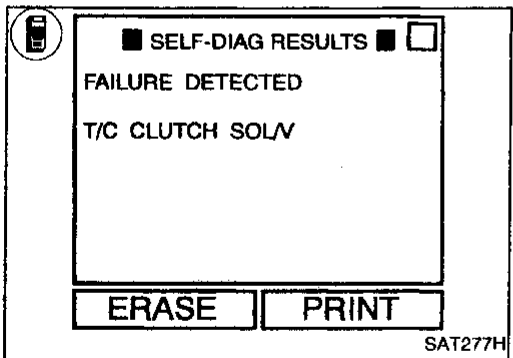 SELF-DIAG RESULTS
FAILURE DETECTED
T/C CLUTCH SOL/V
ERASE PRINT
SAT277H